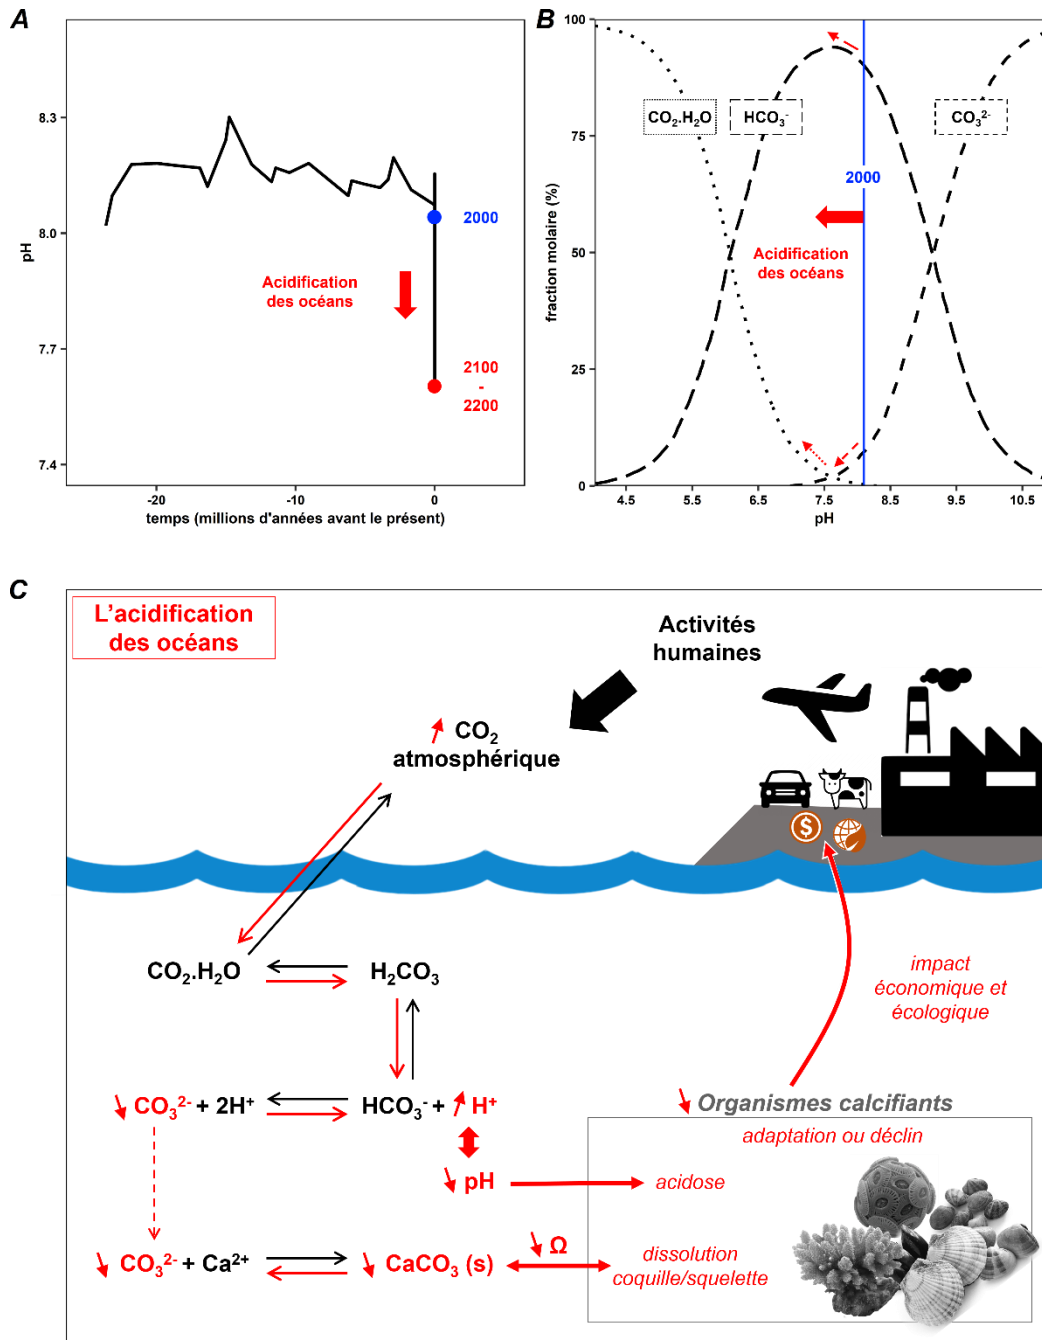 A
8.3
8.0
7.7
7.4
pH
2000
Acidification
des océans
2100
-
2200
-20
-10
0
temps (millions d'années avant le présent)
B
100
75
50
25
0
fraction molaire (%)
CO₂.H₂O
HCO₃⁻
CO₃²⁻
2000
Acidification
des océans
4.5
5.5
6.5
7.5
8.5
9.5
10.5
pH
C
L'acidification
des océans
Activités
humaines
CO₂
atmosphérique
$
CO₂.H₂O
H₂CO₃
impact
économique et
écologique
CO₃²⁻ + 2H⁺
HCO₃⁻ + H⁺
Organismes calcifiants
adaptation ou déclin
pH
acidose
CO₃²⁻ + Ca²⁺
CaCO₃ (s)
Ω
dissolution
coquille/squelette